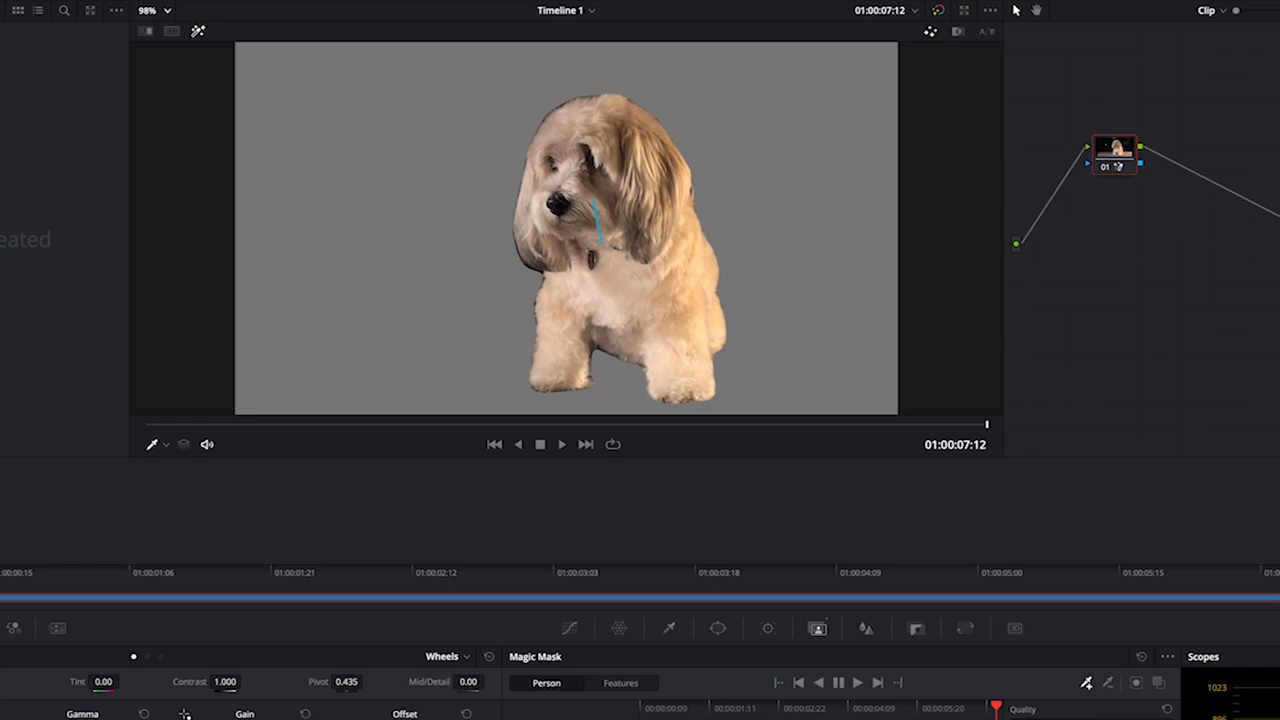 98%
Timeline 1
01:00:07:12
Clip
A/B
eated
01
01:00:07:12
:00:00:15
01:00:01:06
01:00:01:21
01:00:02:12
01:00:03:03
01:00:03:18
01:00:04:09
01:00:05:00
01:00:05:15
01:0
Wheels
Magic Mask
Scopes
Tint 0.00
Contrast 1.000
Pivot 0.435
Mid/Detail 0.00
Person
Features
1023
Gamma
Gain
Offset
00:00:00:00
00:00:01:11
00:00:02:22
00:00:04:09
00:00:05:20
Quality